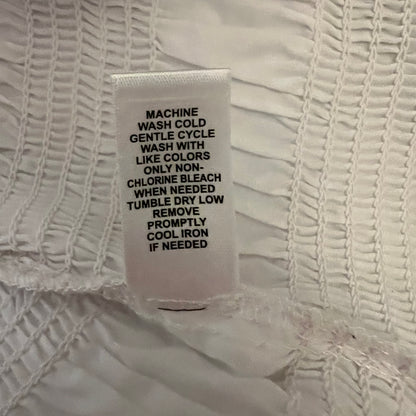 MACHINE
WASH COLD
GENTLE CYCLE
WASH WITH
LIKE COLORS
ONLY NON-
CHLORINE BLEACH
WHEN NEEDED
TUMBLE DRY LOW
REMOVE
PROMPTLY
COOL IRON
IF NEEDED